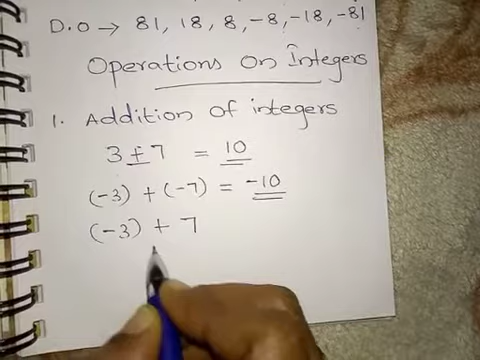 D.O → 81, 18, 8, -8, -18, -81
Operations On Integers
1. Addition of integers
3 + 7 = 10
(-3) + (-7) = -10
(-3) + 7